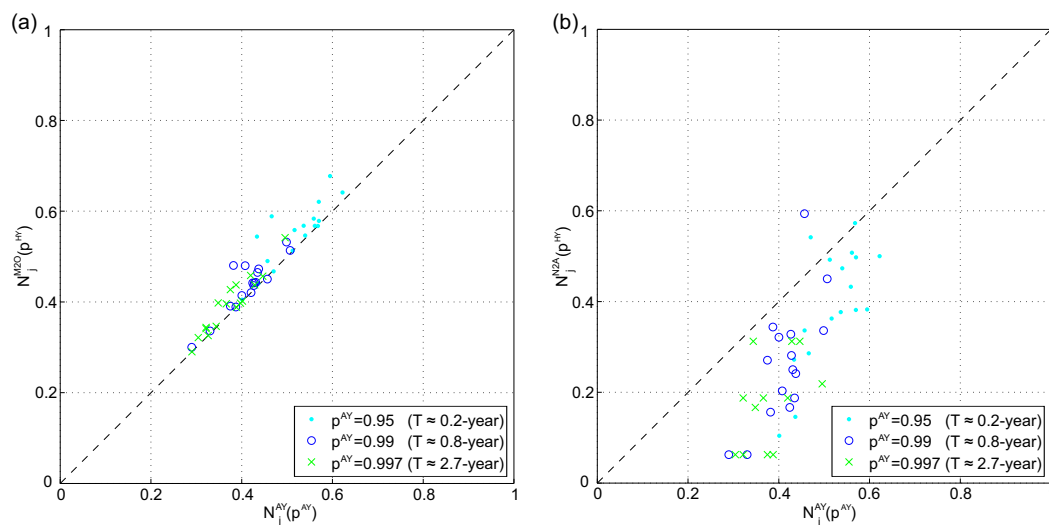 (a)
1
0.8
0.6
0.4
0.2
0
N_j^M2O(p^HY)
p^AY=0.95 (T ≈ 0.2-year)
p^AY=0.99 (T ≈ 0.8-year)
p^AY=0.997 (T ≈ 2.7-year)
0 0.2 0.4 0.6 0.8 1
N_j^AY(p^AY)
(b)
1
0.8
0.6
0.4
0.2
0
N_j^N2A(p^HY)
p^AY=0.95 (T ≈ 0.2-year)
p^AY=0.99 (T ≈ 0.8-year)
p^AY=0.997 (T ≈ 2.7-year)
0 0.2 0.4 0.6 0.8
N_j^AY(p^AY)